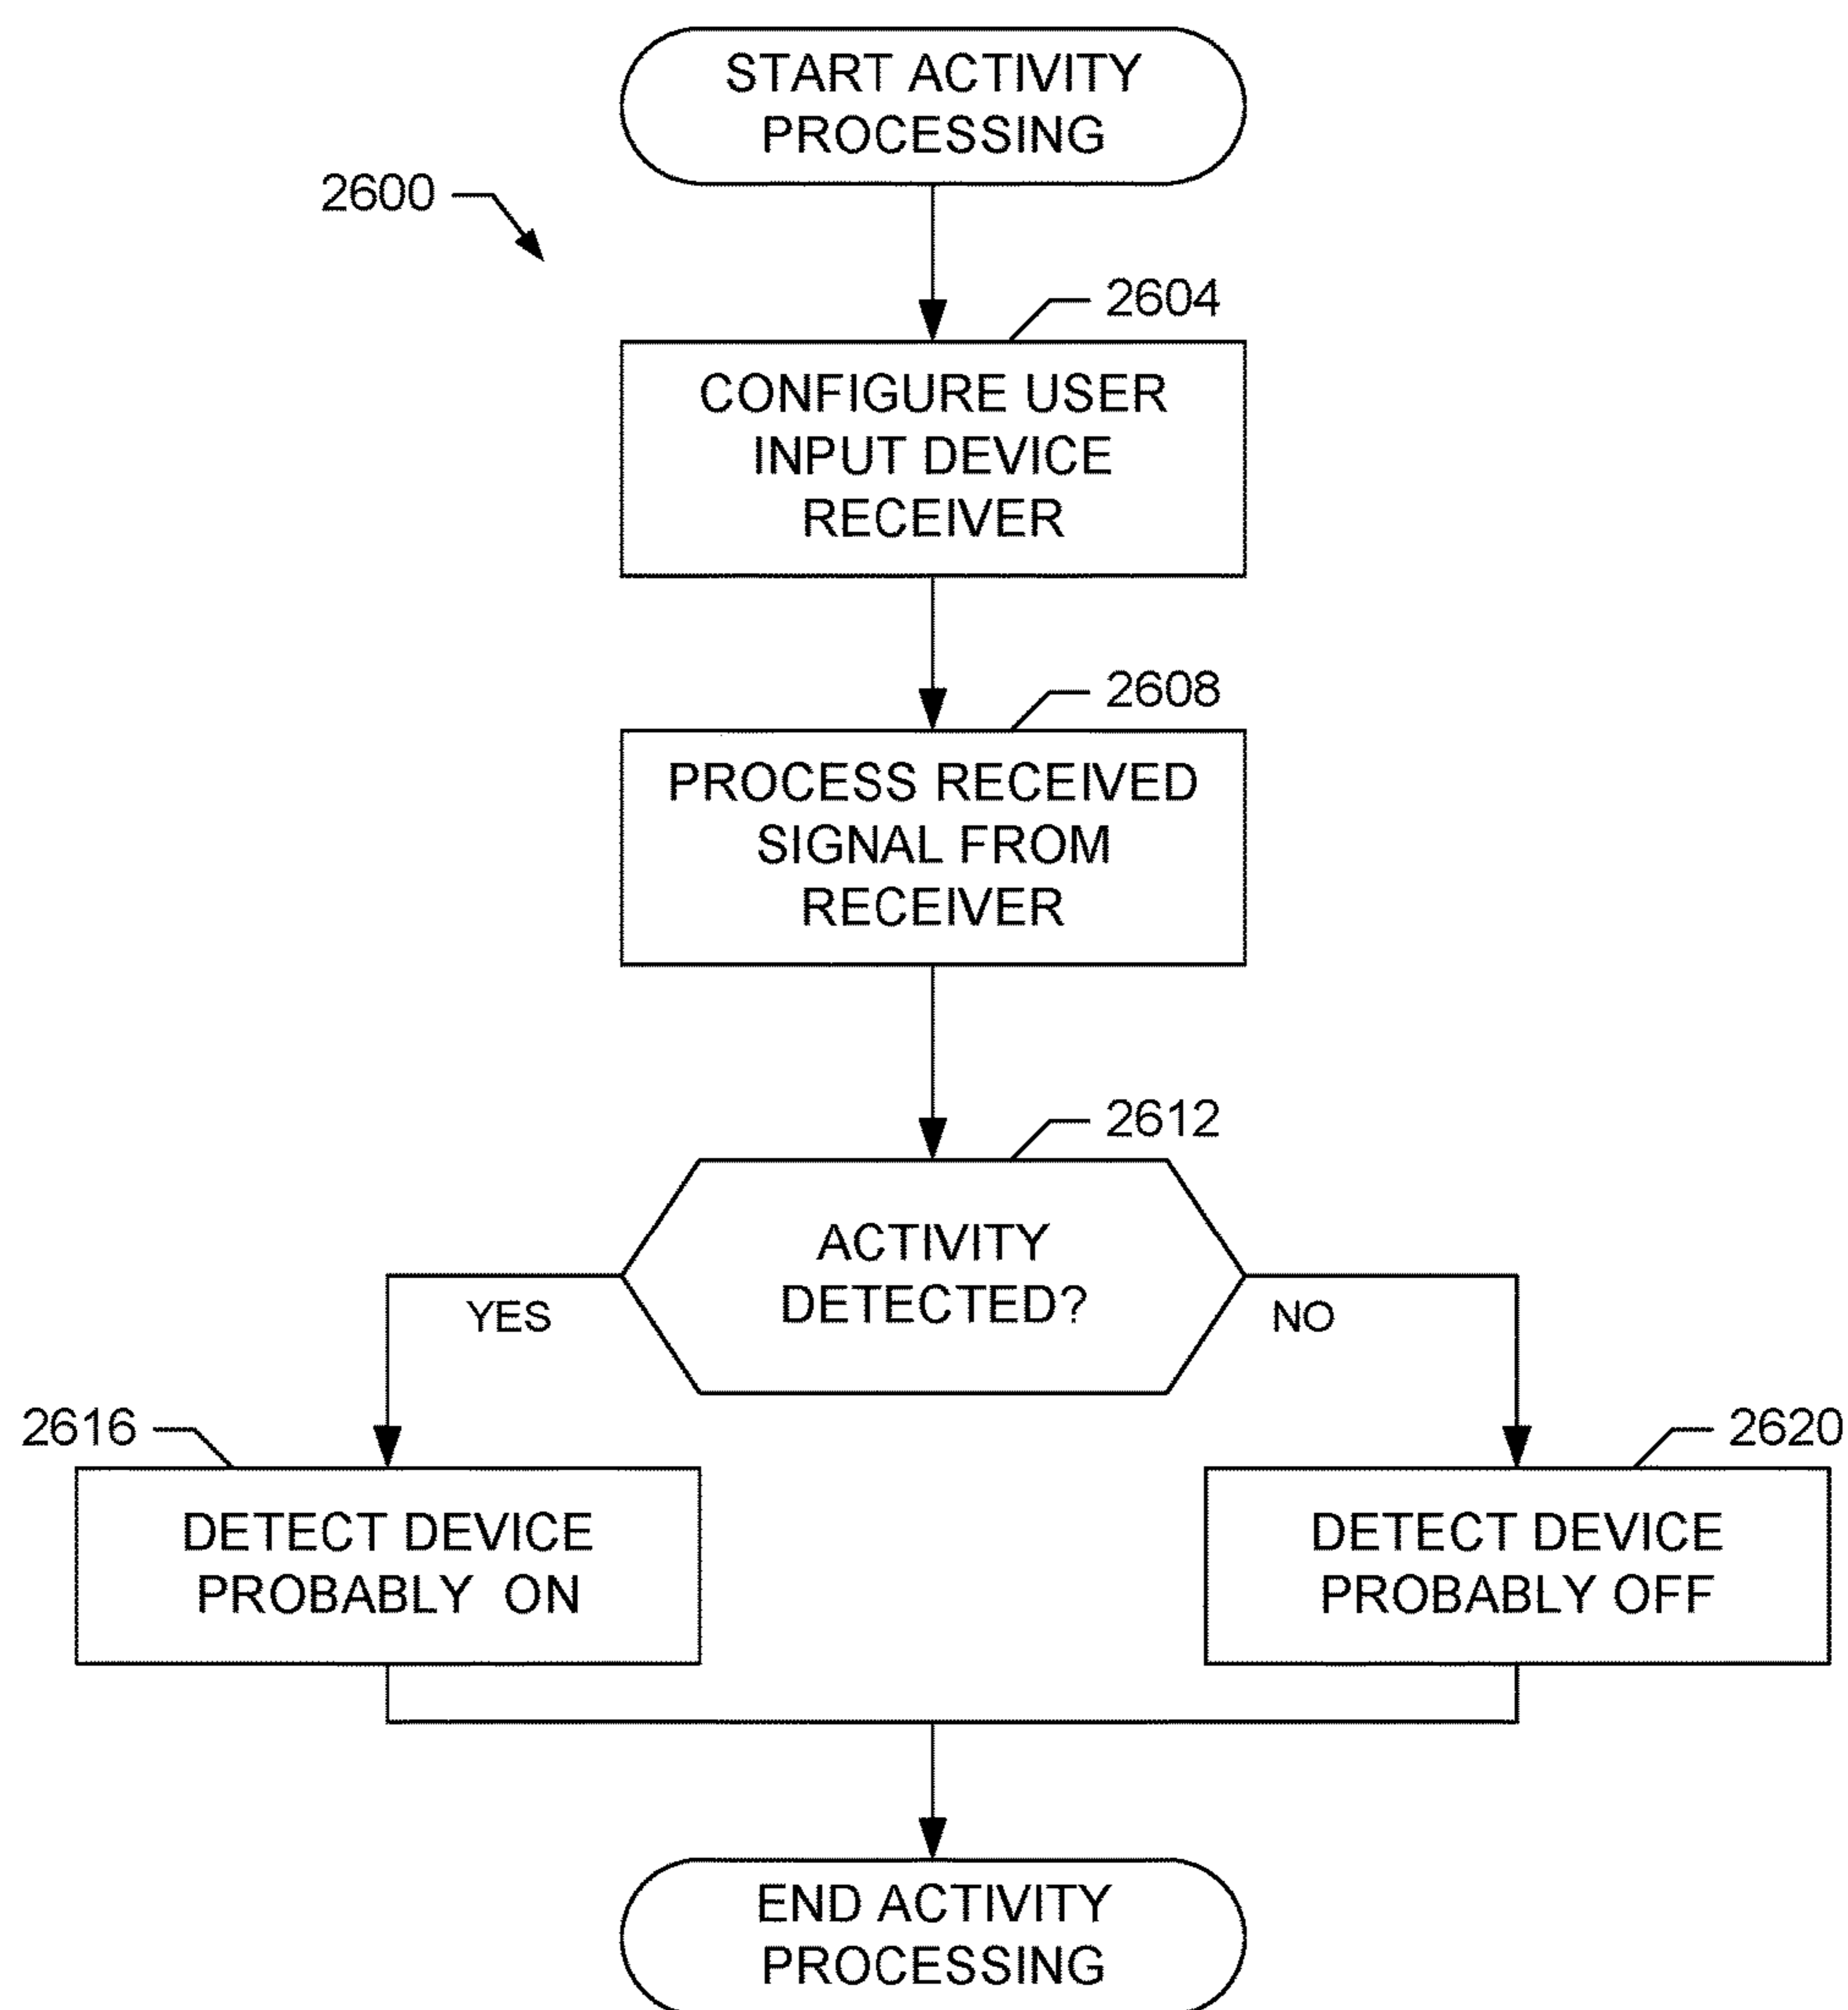 START ACTIVITY
PROCESSING
2600
2604
CONFIGURE USER
INPUT DEVICE
RECEIVER
2608
PROCESS RECEIVED
SIGNAL FROM
RECEIVER
2612
ACTIVITY
DETECTED?
YES
NO
2616
DETECT DEVICE
PROBABLY ON
2620
DETECT DEVICE
PROBABLY OFF
END ACTIVITY
PROCESSING